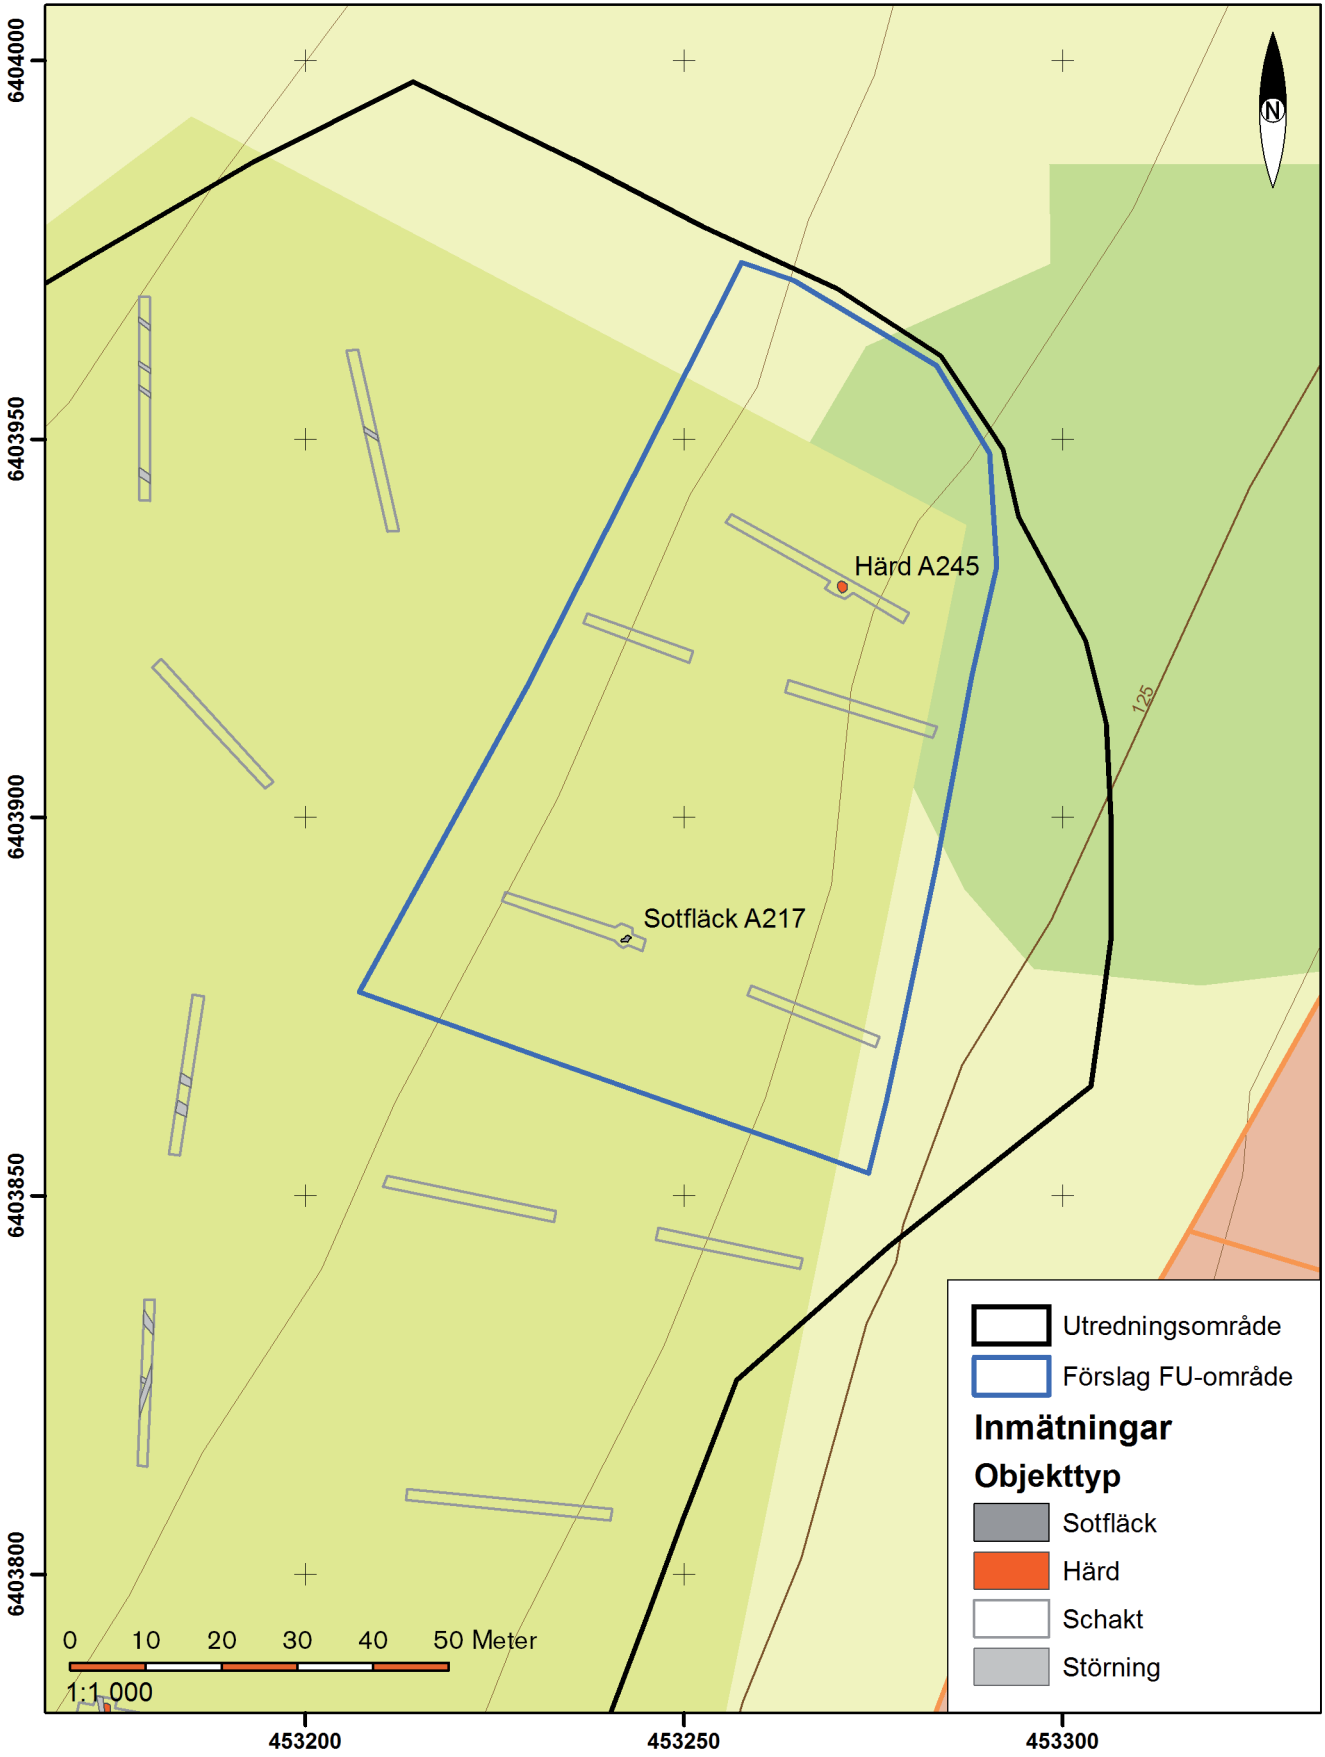 6404000
N
6403950
Härd A245
125
6403900
Sotfläck A217
6403850
Utredningsområde
Förslag FU-område
Inmätningar
Objekttyp
Sotfläck
Härd
Schakt
Störning
6403800
0 10 20 30 40 50 Meter
1:1 000
453200 453250 453300